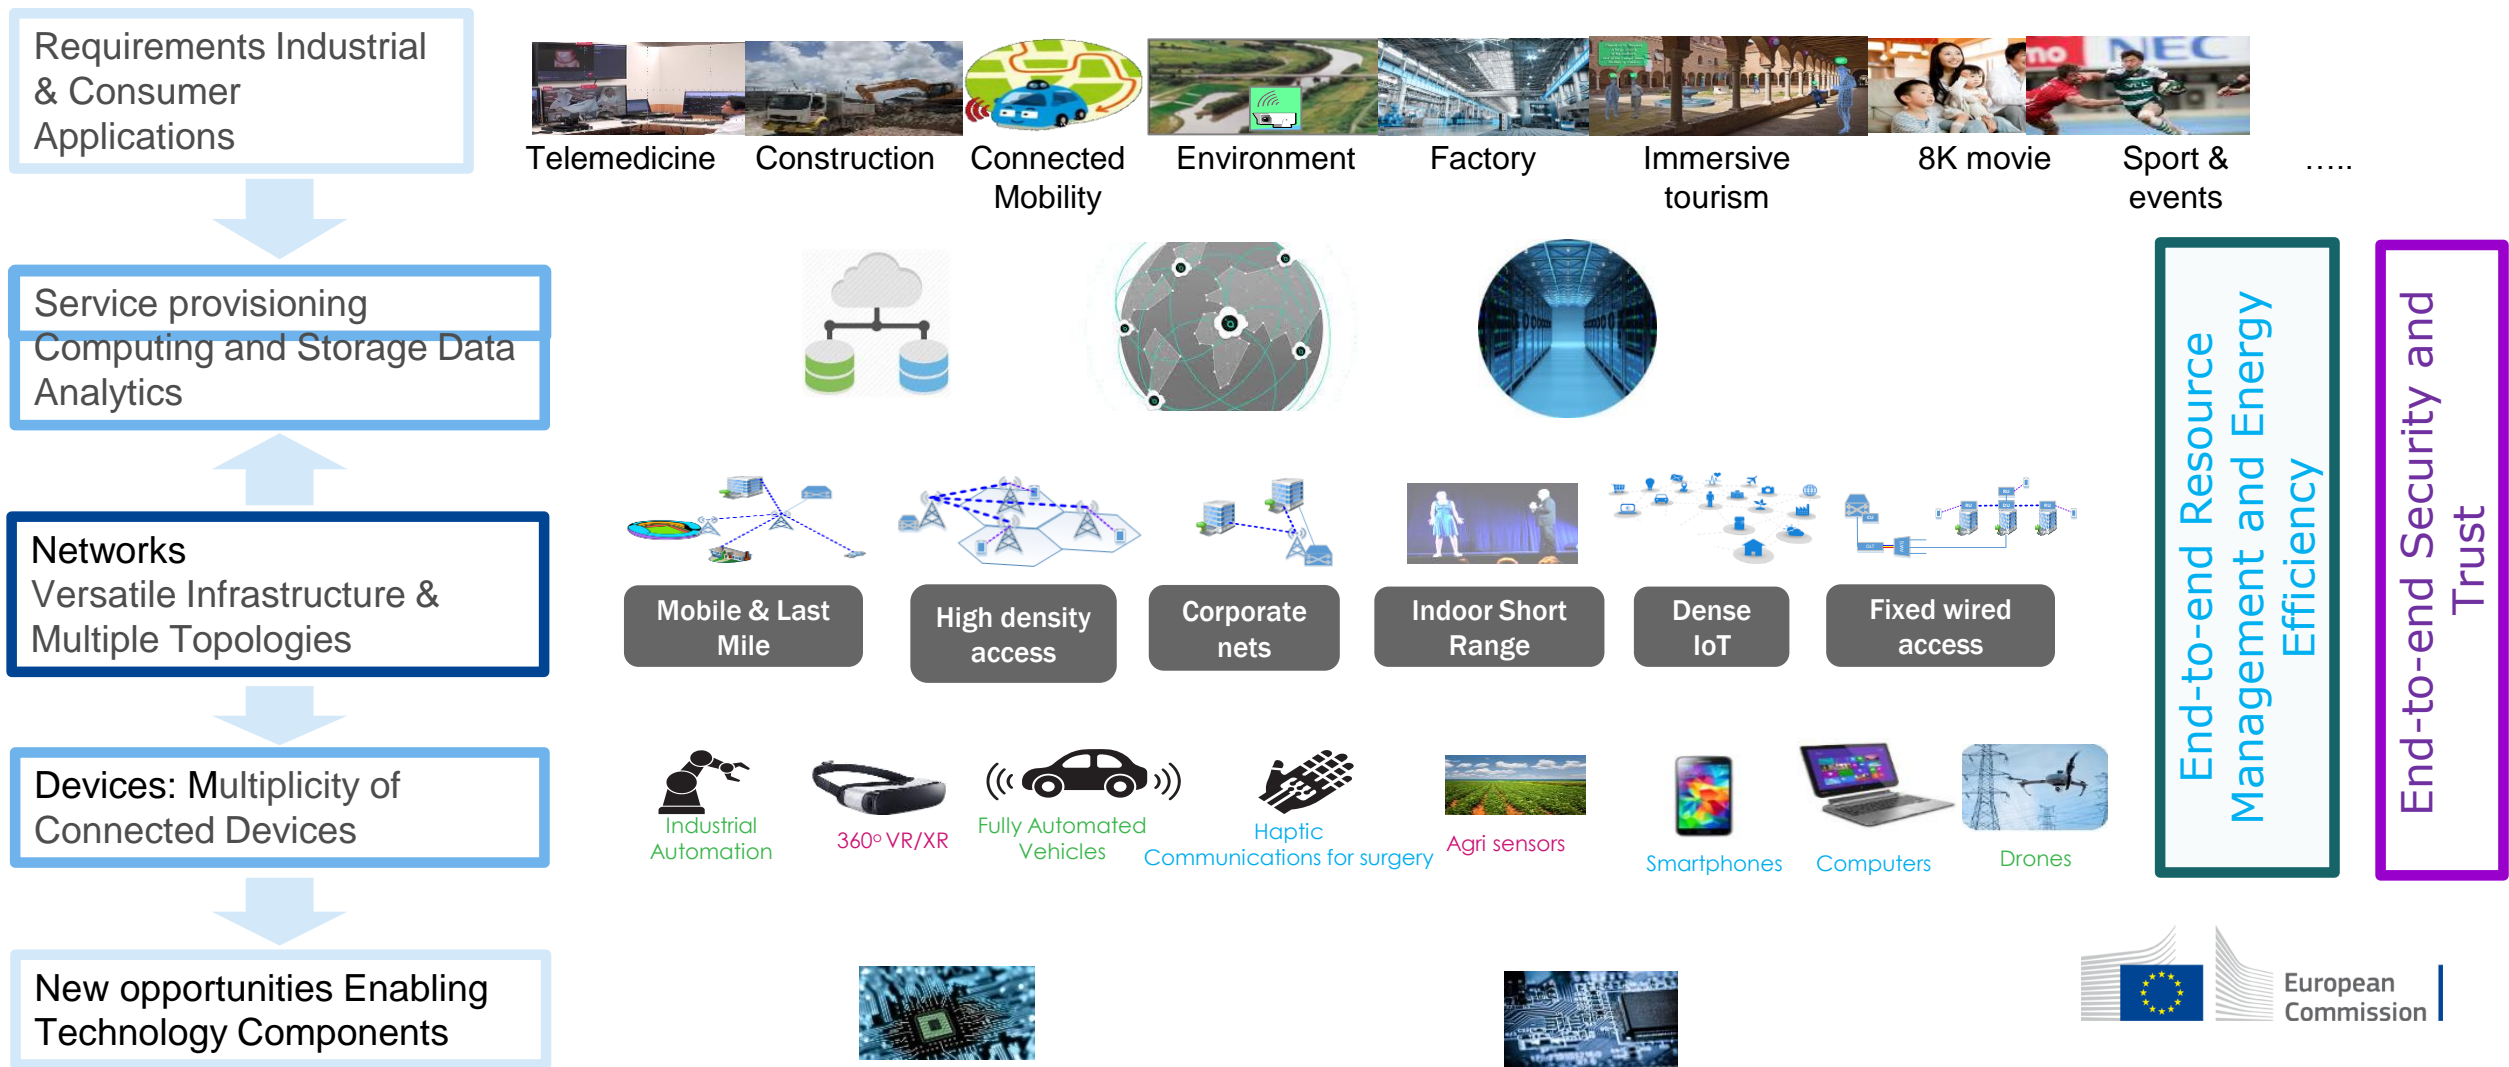 Requirements Industrial
& Consumer
Applications
Telemedicine
Construction
Connected
Mobility
Environment
Factory
Immersive
tourism
8K movie
Sport &
events
.....
mo
NEC
Service provisioning
Computing and Storage Data
Analytics
Networks
Versatile Infrastructure &
Multiple Topologies
Mobile & Last
Mile
High density
access
Corporate
nets
Indoor Short
Range
Dense
IoT
Fixed wired
access
Devices: Multiplicity of
Connected Devices
Industrial
Automation
360º VR/XR
Fully Automated
Vehicles
Haptic
Communications for surgery
Agri sensors
Smartphones
Computers
Drones
New opportunities Enabling
Technology Components
End-to-end Resource
Management and Energy
Efficiency
End-to-end Security and
Trust
European
Commission